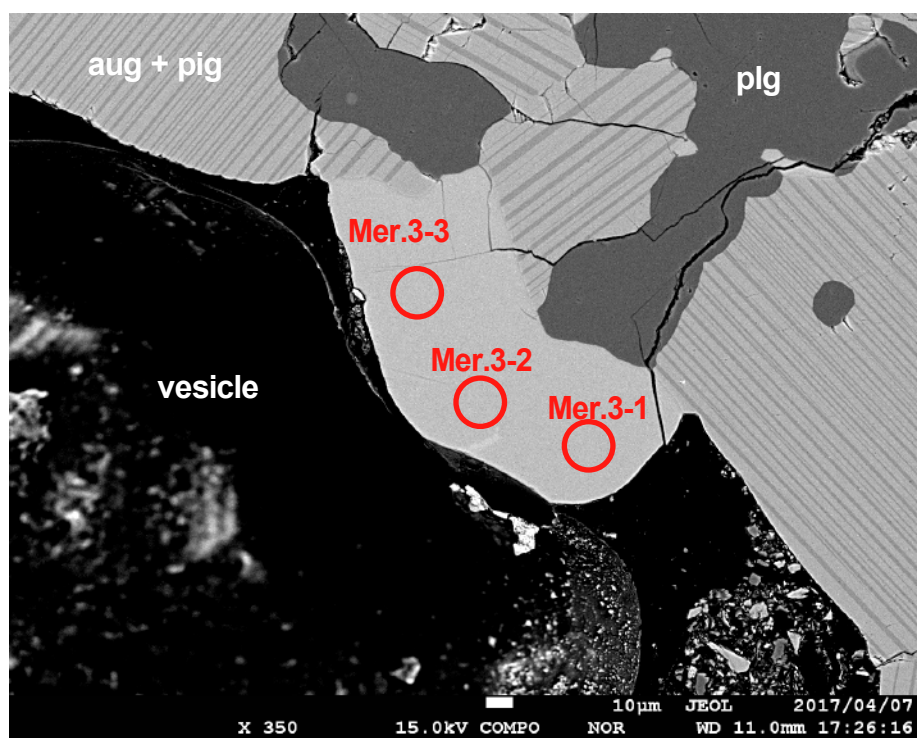 aug + pig
plg
Mer.3-3
Mer.3-2
vesicle
Mer.3-1
10µm JEOL 2017/04/07
X 350 15.0kV COMPO NOR WD 11.0mm 17:26:16